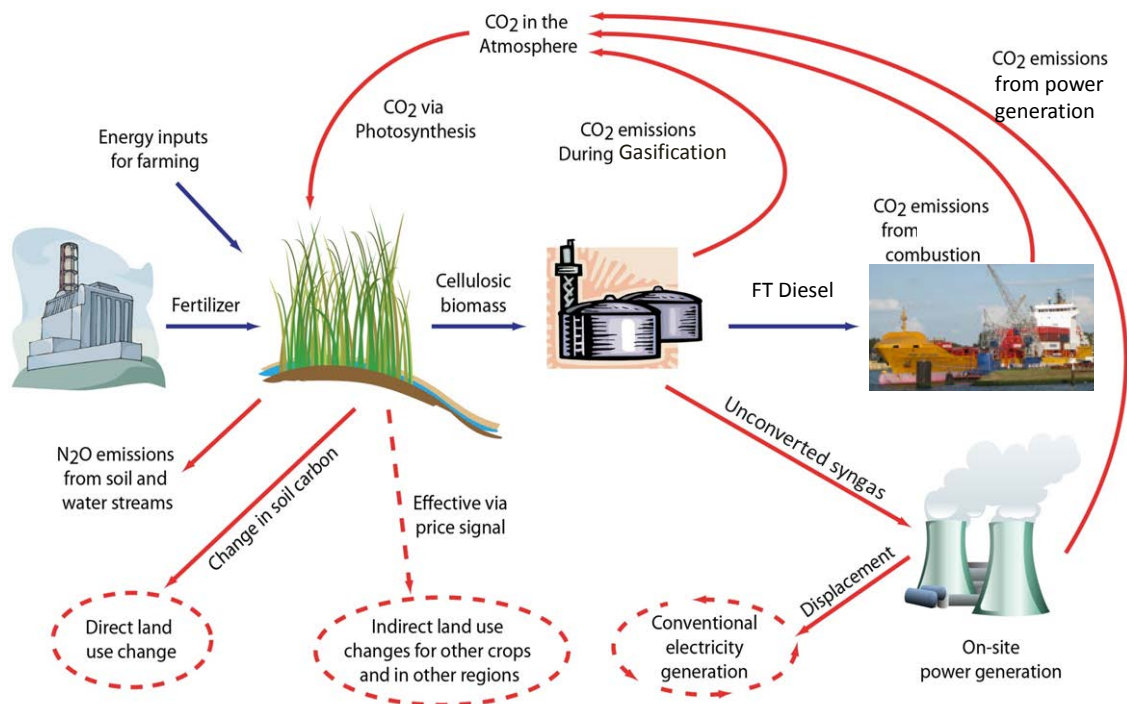 CO2 in the
Atmosphere
CO2 emissions
from power
generation
CO2 via
Photosynthesis
Energy inputs
for farming
CO2 emissions
During Gasification
CO2 emissions
from
combustion
Fertilizer
Cellulosic
biomass
FT Diesel
N2O emissions
from soil and
water streams
Change in soil carbon
Effective via
price signal
Unconverted syngas
Displacement
Direct land
use change
Indirect land use
changes for other crops
and in other regions
Conventional
electricity
generation
On-site
power generation